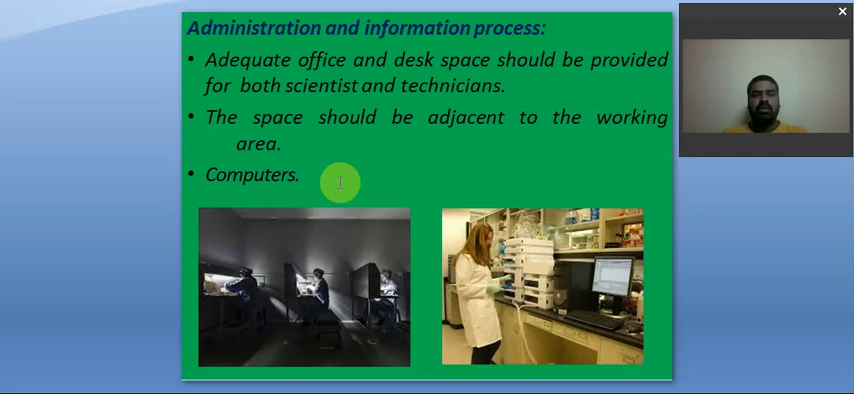 Administration and information process:
• Adequate office and desk space should be provided
for both scientist and technicians.
• The space should be adjacent to the working
area.
• Computers.